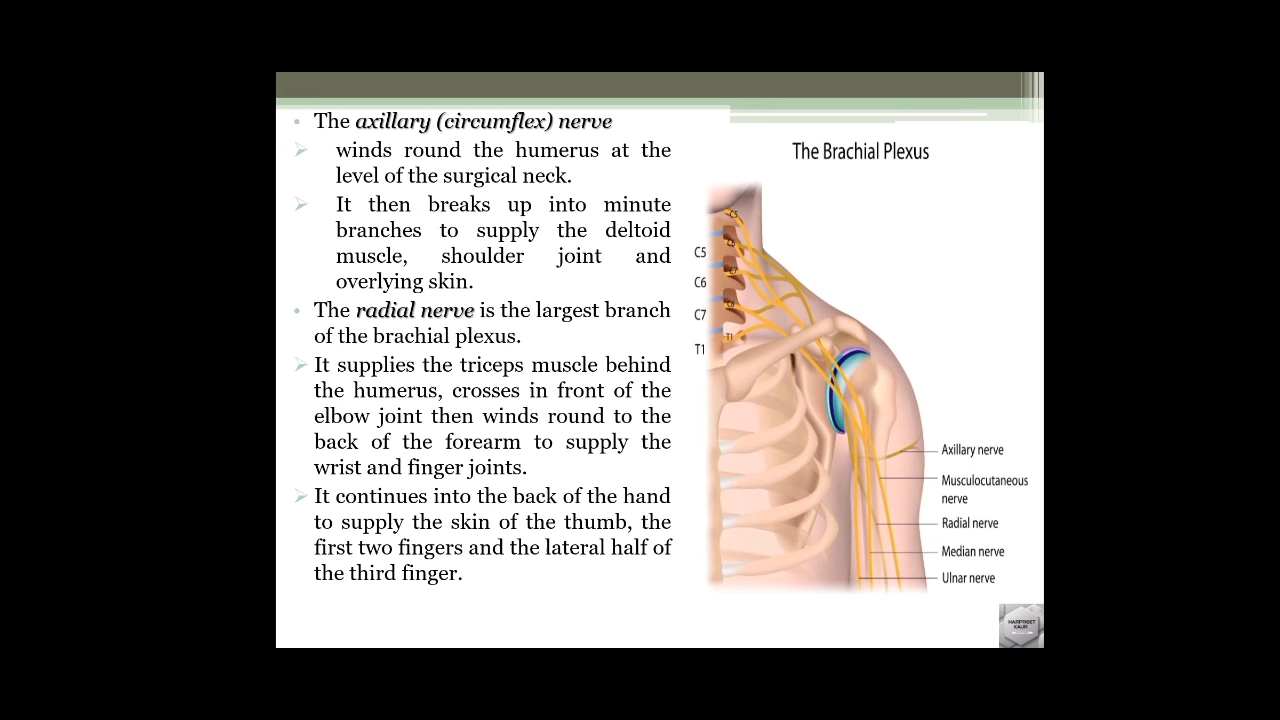 The axillary (circumflex) nerve
winds round the humerus at the
level of the surgical neck.
It then breaks up into minute
branches to supply the deltoid
muscle, shoulder joint and
overlying skin.
The radial nerve is the largest branch
of the brachial plexus.
It supplies the triceps muscle behind
the humerus, crosses in front of the
elbow joint then winds round to the
back of the forearm to supply the
wrist and finger joints.
It continues into the back of the hand
to supply the skin of the thumb, the
first two fingers and the lateral half of
the third finger.
The Brachial Plexus
C5
C6
C7
T1
C5
C7
C8
T1
Axillary nerve
Musculocutaneous
nerve
Radial nerve
Median nerve
Ulnar nerve
HARPREET
KAUR